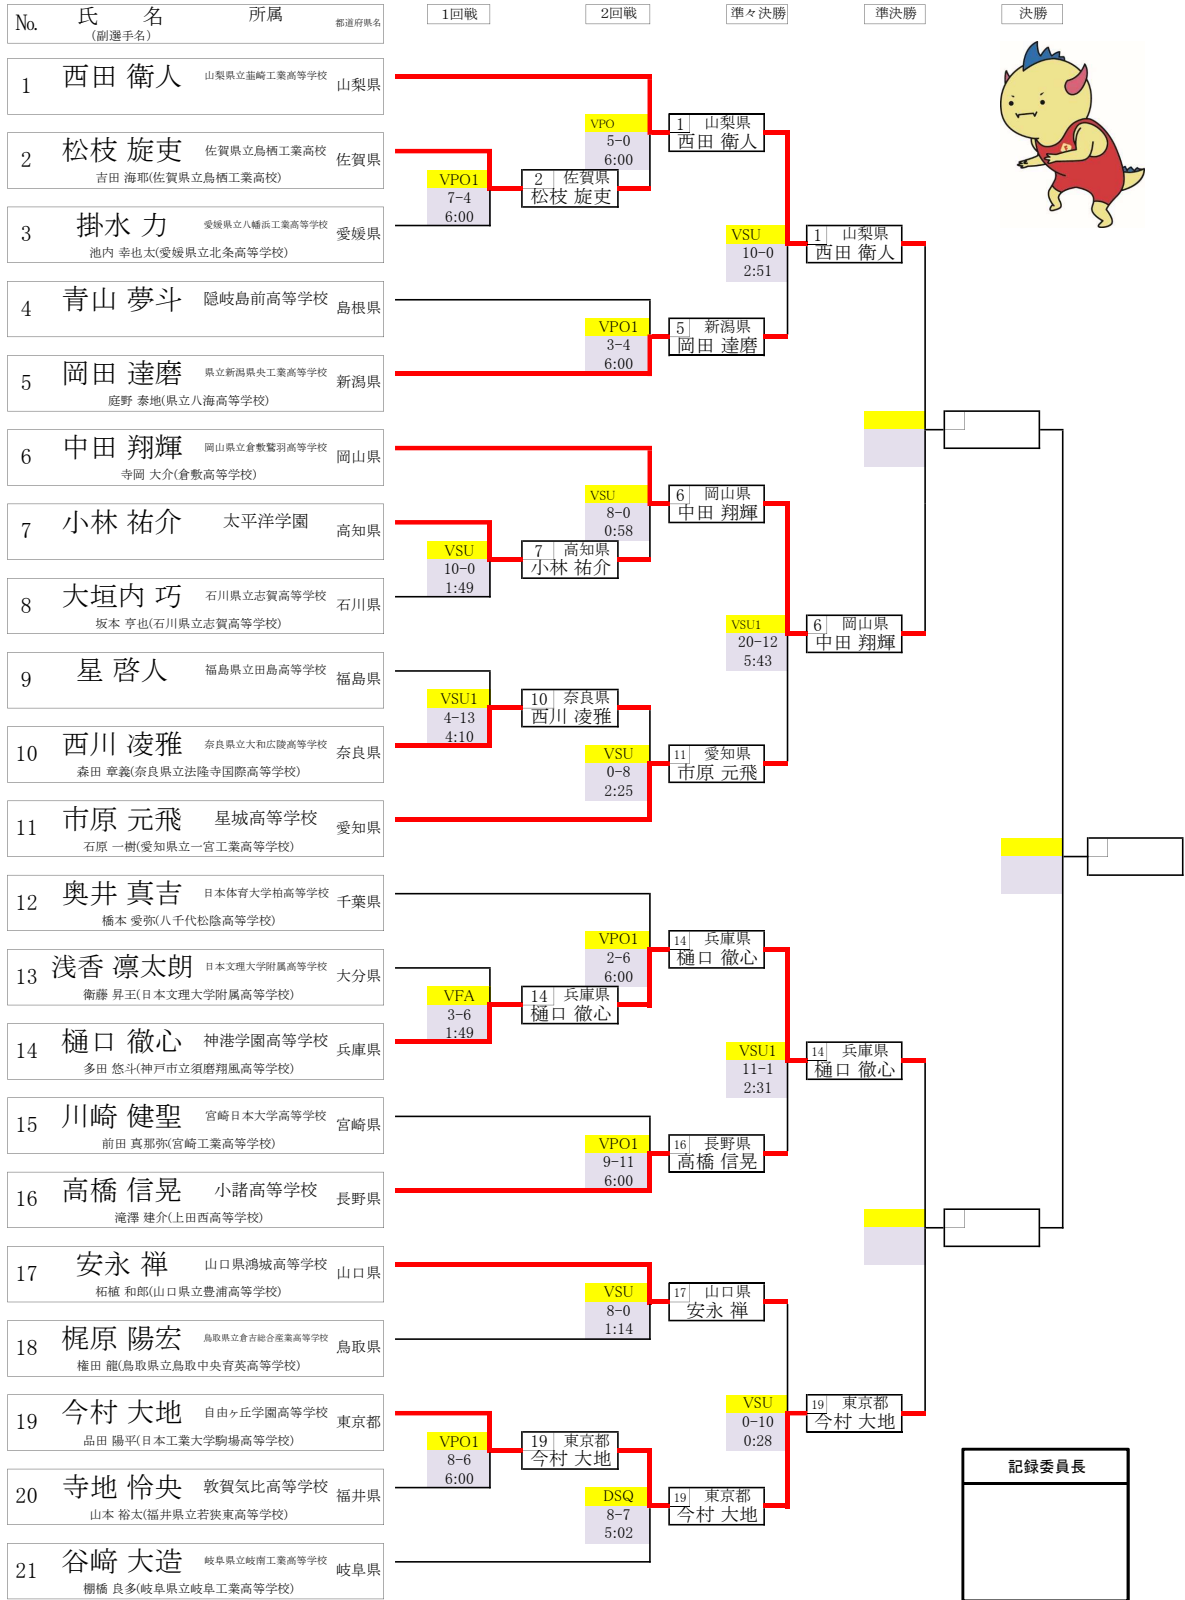 No. 氏 名 所属 都道府県名 1回戦 2回戦 準々決勝 準決勝 決勝
(副選手名)
1 西田 衛人 山梨県立韮崎工業高等学校 山梨県
2 松枝 旋吏 佐賀県立鳥栖工業高校 佐賀県
吉田 海耶(佐賀県立鳥栖工業高校)
3 掛水 力 愛媛県立八幡浜工業高等学校 愛媛県
池内 幸也太(愛媛県立北条高等学校)
4 青山 夢斗 隠岐島前高等学校 島根県
5 岡田 達磨 県立新潟県央工業高等学校 新潟県
庭野 泰地(県立八海高等学校)
6 中田 翔輝 岡山県立倉敷鷲羽高等学校 岡山県
寺岡 大介(倉敷高等学校)
7 小林 祐介 太平洋学園 高知県
8 大垣内 巧 石川県立志賀高等学校 石川県
坂本 亨也(石川県立志賀高等学校)
9 星 啓人 福島県立田島高等学校 福島県
10 西川 凌雅 奈良県立大和広陵高等学校 奈良県
森田 章義(奈良県立法隆寺国際高等学校)
11 市原 元飛 星城高等学校 愛知県
石原 一樹(愛知県立一宮工業高等学校)
12 奥井 真吉 日本体育大学柏高等学校 千葉県
橋本 愛弥(八千代松陰高等学校)
13 浅香 凛太朗 日本文理大学附属高等学校 大分県
衛藤 昇王(日本文理大学附属高等学校)
14 樋口 徹心 神港学園高等学校 兵庫県
多田 悠斗(神戸市立須磨翔風高等学校)
15 川崎 健聖 宮崎日本大学高等学校 宮崎県
前田 真那弥(宮崎工業高等学校)
16 高橋 信晃 小諸高等学校 長野県
滝澤 建介(上田西高等学校)
17 安永 禅 山口県鴻城高等学校 山口県
柘植 和郎(山口県立豊浦高等学校)
18 梶原 陽宏 鳥取県立倉吉総合産業高等学校 鳥取県
権田 龍(鳥取県立鳥取中央育英高等学校)
19 今村 大地 自由ヶ丘学園高等学校 東京都
品田 陽平(日本工業大学駒場高等学校)
20 寺地 怜央 敦賀気比高等学校 福井県
山本 裕太(福井県立若狭東高等学校)
21 谷﨑 大造 岐阜県立岐南工業高等学校 岐阜県
棚橋 良多(岐阜県立岐阜工業高等学校)
VPO1
7-4
6:00
VSU
10-0
1:49
VSU1
4-13
4:10
VFA
3-6
1:49
VPO1
8-6
6:00
2 佐賀県
松枝 旋吏
7 高知県
小林 祐介
10 奈良県
西川 凌雅
14 兵庫県
樋口 徹心
19 東京都
今村 大地
VPO
5-0
6:00
VPO1
3-4
6:00
VSU
8-0
0:58
VSU
0-8
2:25
VPO1
2-6
6:00
VPO1
9-11
6:00
VSU
8-0
1:14
DSQ
8-7
5:02
1 山梨県
西田 衛人
5 新潟県
岡田 達磨
6 岡山県
中田 翔輝
11 愛知県
市原 元飛
14 兵庫県
樋口 徹心
16 長野県
高橋 信晃
17 山口県
安永 禅
19 東京都
今村 大地
VSU
10-0
2:51
VSU1
20-12
5:43
VSU1
11-1
2:31
VSU
0-10
0:28
1 山梨県
西田 衛人
6 岡山県
中田 翔輝
14 兵庫県
樋口 徹心
19 東京都
今村 大地
記録委員長